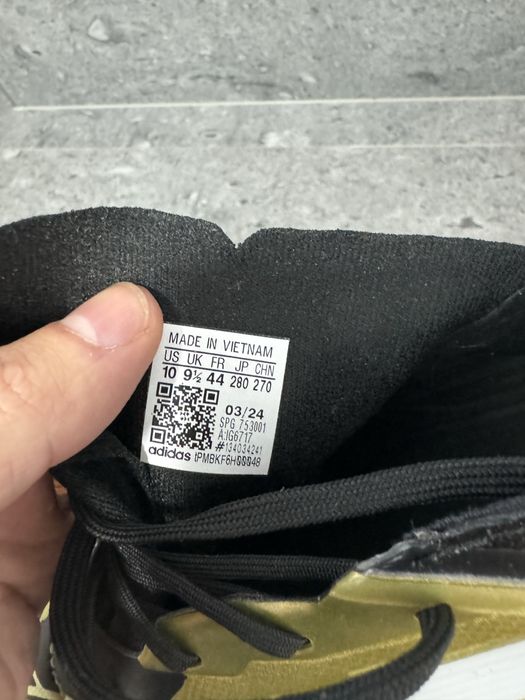 MADE IN VIETNAM
US UK FR JP CHN
10 9½ 44 280 270
03/24
SPG 753001
A:IG6717
#134034241
adidas